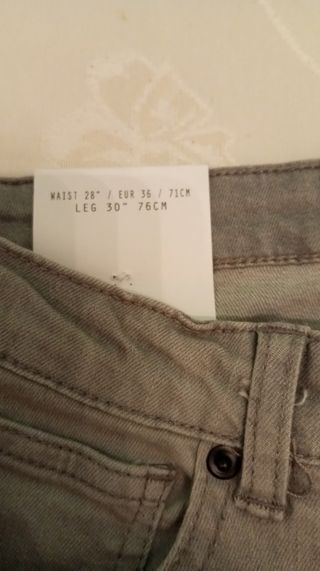 WAIST 28" / EUR 36 / 71CM
LEG 30" 76CM